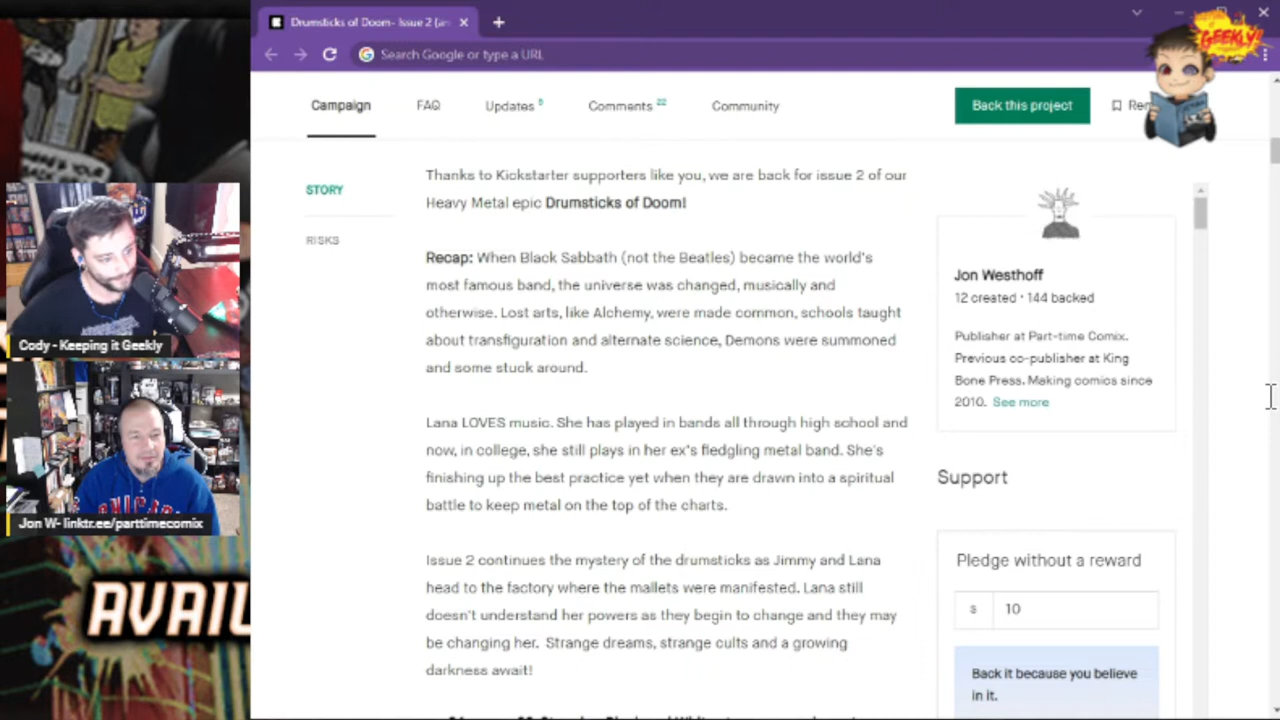 Drumsticks of Doom- Issue 2 (an
Search Google or type a URL
GEEKLY!
Campaign
FAQ
Updates 5
Comments 22
Community
Back this project
STORY
RISKS
Thanks to Kickstarter supporters like you, we are back for issue 2 of our
Heavy Metal epic Drumsticks of Doom!
Recap: When Black Sabbath (not the Beatles) became the world's
most famous band, the universe was changed, musically and
otherwise. Lost arts, like Alchemy, were made common, schools taught
about transfiguration and alternate science, Demons were summoned
and some stuck around.
Lana LOVES music. She has played in bands all through high school and
now, in college, she still plays in her ex's fledgling metal band. She's
finishing up the best practice yet when they are drawn into a spiritual
battle to keep metal on the top of the charts.
Issue 2 continues the mystery of the drumsticks as Jimmy and Lana
head to the factory where the mallets were manifested. Lana still
doesn't understand her powers as they begin to change and they may
be changing her. Strange dreams, strange cults and a growing
darkness await!
Jon Westhoff
12 created • 144 backed
Publisher at Part-time Comix.
Previous co-publisher at King
Bone Press. Making comics since
2010. See more
Support
Pledge without a reward
$ 10
Back it because you believe
in it.
Cody - Keeping it Geekly
Jon W- linktr.ee/parttimecomix
AVAIL